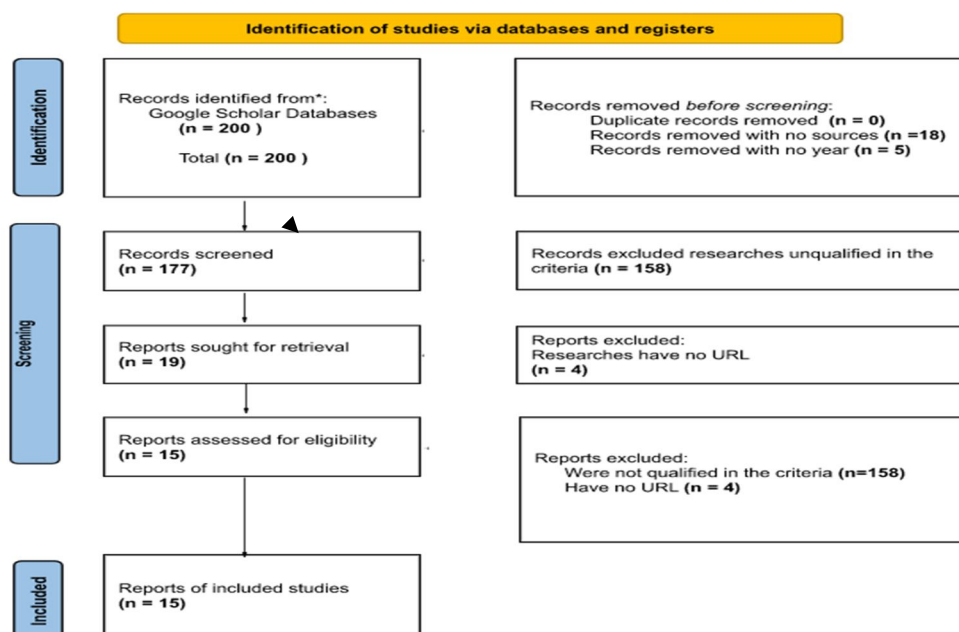 Identification of studies via databases and registers
Identification
Records identified from*:
Google Scholar Databases
(n = 200 )
Total (n = 200 )
Records removed before screening:
Duplicate records removed (n = 0)
Records removed with no sources (n =18)
Records removed with no year (n = 5)
Screening
Records screened
(n = 177)
Records excluded researches unqualified in the
criteria (n = 158)
Reports sought for retrieval
(n = 19)
Reports excluded:
Researches have no URL
(n = 4)
Reports assessed for eligibility
(n = 15)
Reports excluded:
Were not qualified in the criteria (n=158)
Have no URL (n = 4)
Included
Reports of included studies
(n = 15)